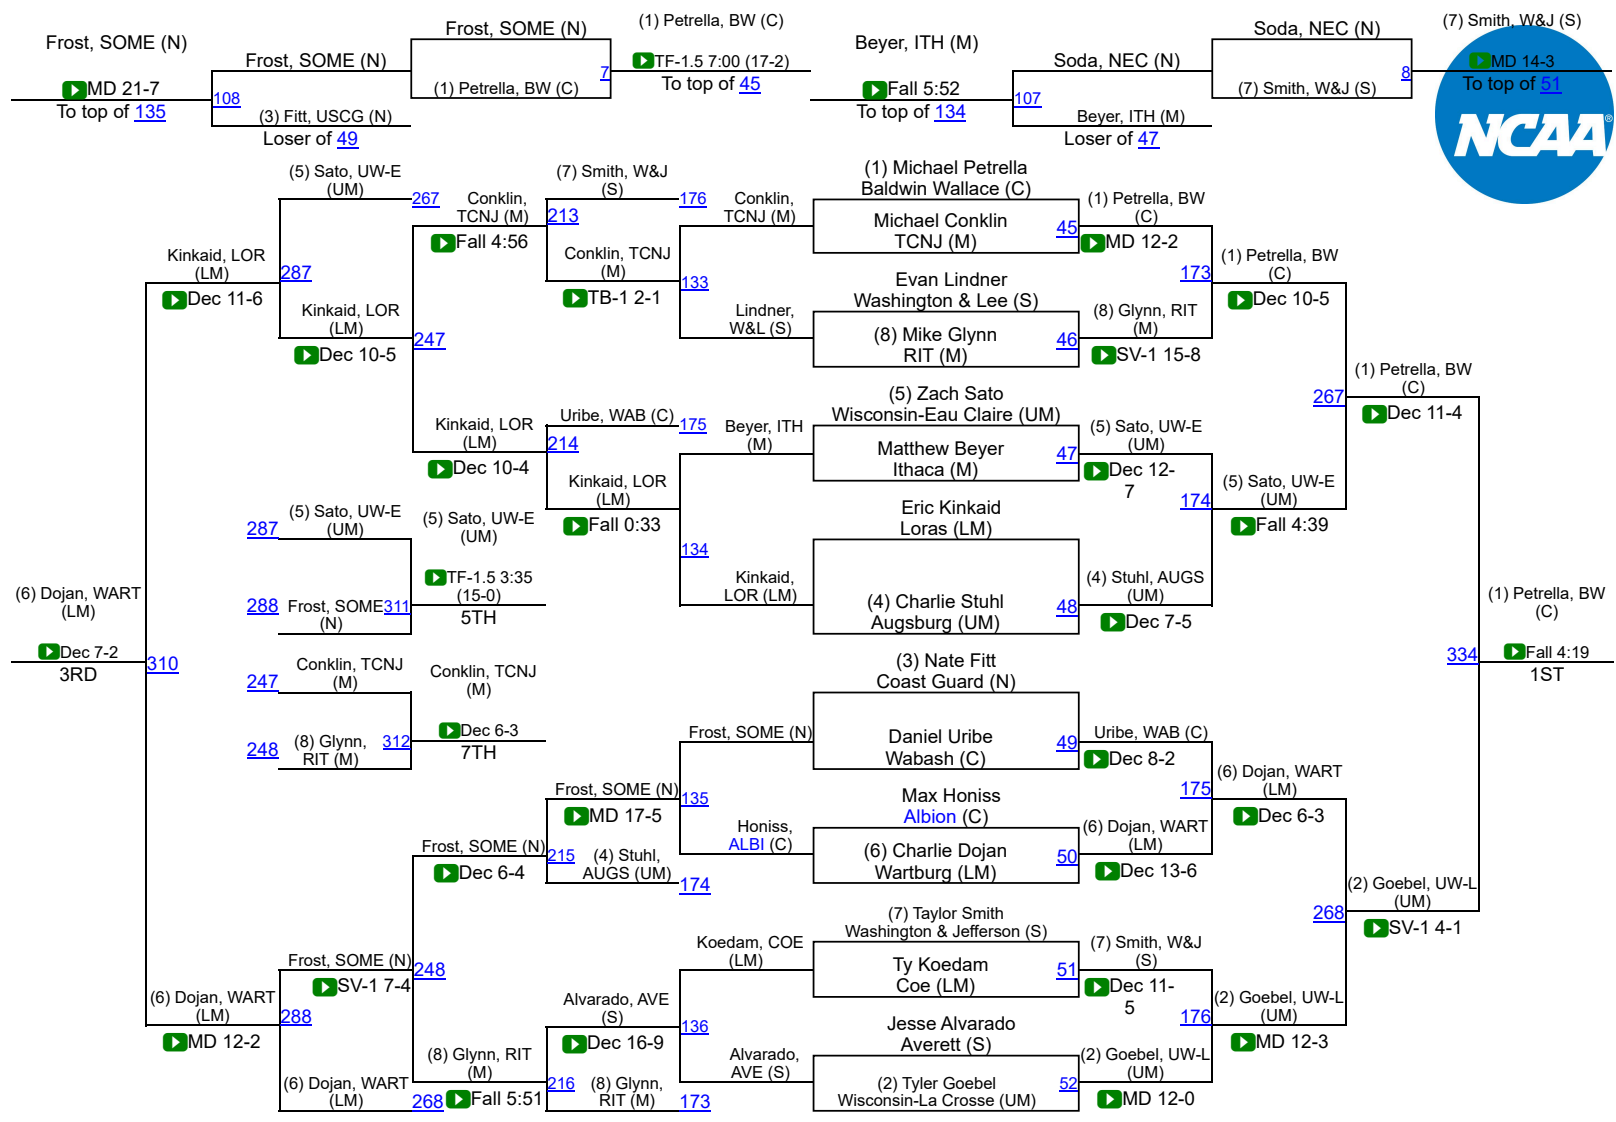 Frost, SOME (N)
MD 21-7
To top of 135
Frost, SOME (N)
108
(3) Fitt, USCG (N)
Loser of 49
Frost, SOME (N)
7
(1) Petrella, BW (C)
(1) Petrella, BW (C)
TF-1.5 7:00 (17-2)
To top of 45
Beyer, ITH (M)
Fall 5:52
To top of 134
Soda, NEC (N)
107
Beyer, ITH (M)
Loser of 47
Soda, NEC (N)
8
(7) Smith, W&J (S)
(7) Smith, W&J (S)
MD 14-3
To top of 51
NCAA®
(5) Sato, UW-E
(UM)
267
Kinkaid, LOR
(LM)
287
Dec 11-6
Kinkaid, LOR
(LM)
Dec 10-5
Conklin,
TCNJ (M)
Fall 4:56
247
Kinkaid, LOR
(LM)
Dec 10-4
(7) Smith, W&J
(S)
176
213
Conklin, TCNJ
(M)
TB-1 2-1
Uribe, WAB (C)
175
214
Kinkaid, LOR
(LM)
Fall 0:33
Conklin,
TCNJ (M)
133
Lindner,
W&L (S)
Beyer, ITH
(M)
134
Kinkaid,
LOR (LM)
(1) Michael Petrella
Baldwin Wallace (C)
Michael Conklin
TCNJ (M)
45
Evan Lindner
Washington & Lee (S)
(8) Mike Glynn
RIT (M)
46
(5) Zach Sato
Wisconsin-Eau Claire (UM)
Matthew Beyer
Ithaca (M)
47
Eric Kinkaid
Loras (LM)
(4) Charlie Stuhl
Augsburg (UM)
48
(1) Petrella, BW
(C)
MD 12-2
173
(8) Glynn, RIT
(M)
SV-1 15-8
(5) Sato, UW-E
(UM)
Dec 12-
7
174
(4) Stuhl, AUGS
(UM)
Dec 7-5
(1) Petrella, BW
(C)
Dec 10-5
267
(5) Sato, UW-E
(UM)
Fall 4:39
(1) Petrella, BW
(C)
Dec 11-4
(5) Sato, UW-E
(UM)
287
288
Frost, SOME
(N)
311
(5) Sato, UW-E
(UM)
TF-1.5 3:35
(15-0)
5TH
(6) Dojan, WART
(LM)
Dec 7-2
3RD
310
Conklin, TCNJ
(M)
247
248
(8) Glynn,
RIT (M)
312
Conklin, TCNJ
(M)
Dec 6-3
7TH
(1) Petrella, BW
(C)
334
Fall 4:19
1ST
(3) Nate Fitt
Coast Guard (N)
Daniel Uribe
Wabash (C)
49
Max Honiss
Albion (C)
(6) Charlie Dojan
Wartburg (LM)
50
(7) Taylor Smith
Washington & Jefferson (S)
Ty Koedam
Coe (LM)
51
Jesse Alvarado
Averett (S)
(2) Tyler Goebel
Wisconsin-La Crosse (UM)
52
Frost, SOME (N)
135
Honiss,
ALBI (C)
Koedam, COE
(LM)
136
Alvarado,
AVE (S)
Frost, SOME (N)
MD 17-5
215
(4) Stuhl,
AUGS (UM)
174
Alvarado, AVE
(S)
Dec 16-9
216
(8) Glynn,
RIT (M)
173
Frost, SOME (N)
Dec 6-4
248
(8) Glynn, RIT
(M)
Fall 5:51
Frost, SOME (N)
SV-1 7-4
288
(6) Dojan, WART
(LM)
268
(6) Dojan, WART
(LM)
MD 12-2
Uribe, WAB (C)
Dec 8-2
175
(6) Dojan, WART
(LM)
Dec 13-6
(7) Smith, W&J
(S)
Dec 11-
5
176
(2) Goebel, UW-L
(UM)
MD 12-0
(6) Dojan, WART
(LM)
Dec 6-3
268
(2) Goebel, UW-L
(UM)
MD 12-3
(2) Goebel, UW-L
(UM)
SV-1 4-1